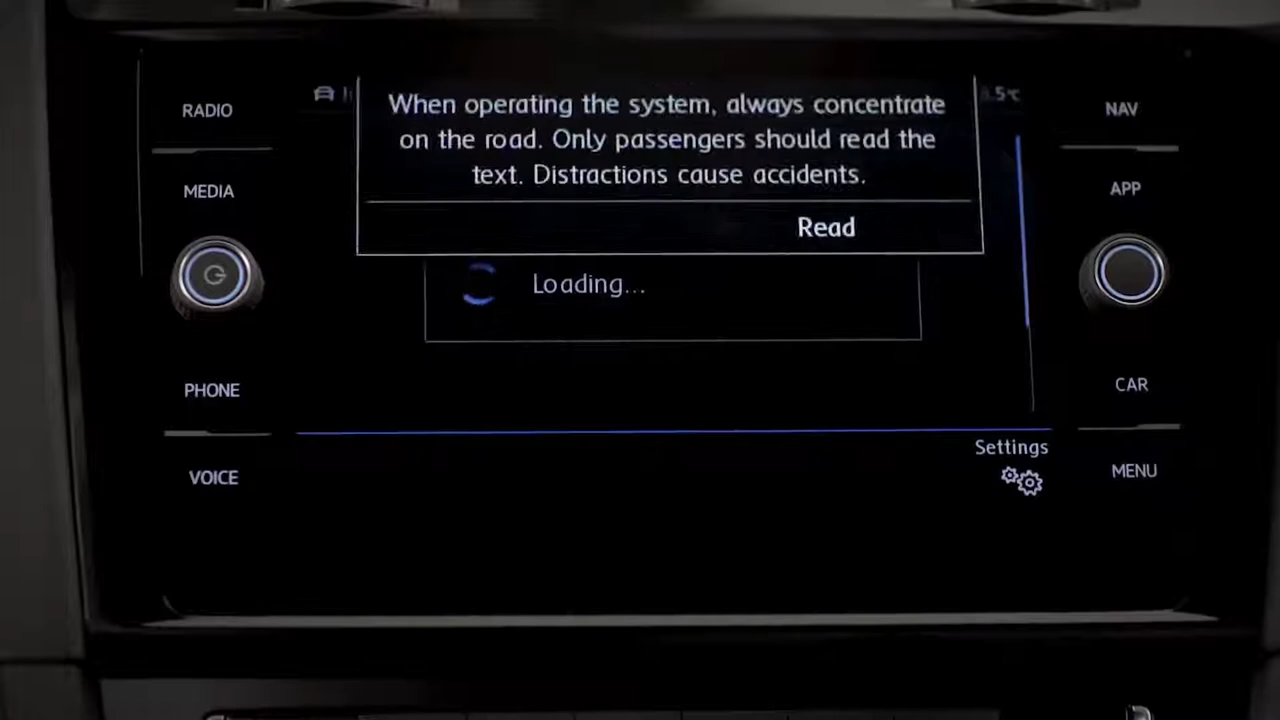 RADIO
MEDIA
PHONE
VOICE
When operating the system, always concentrate
on the road. Only passengers should read the
text. Distractions cause accidents.
Read
Loading...
Settings
NAV
APP
CAR
MENU